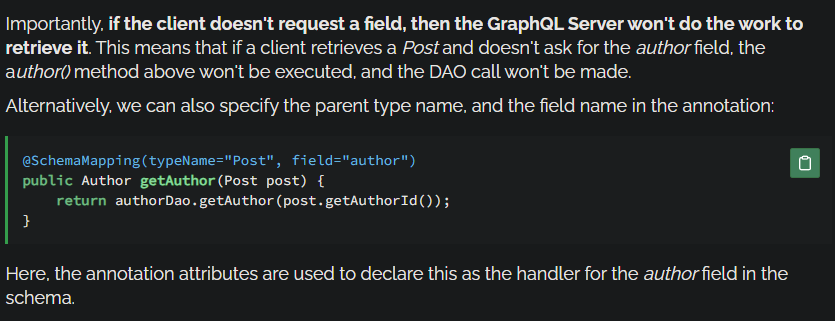 Importantly, if the client doesn't request a field, then the GraphQL Server won't do the work to
retrieve it. This means that if a client retrieves a Post and doesn't ask for the author field, the
author() method above won't be executed, and the DAO call won't be made.
Alternatively, we can also specify the parent type name, and the field name in the annotation:
@SchemaMapping(typeName="Post", field="author")
public Author getAuthor(Post post) {
    return authorDao.getAuthor(post.getAuthorId());
}
Here, the annotation attributes are used to declare this as the handler for the author field in the
schema.